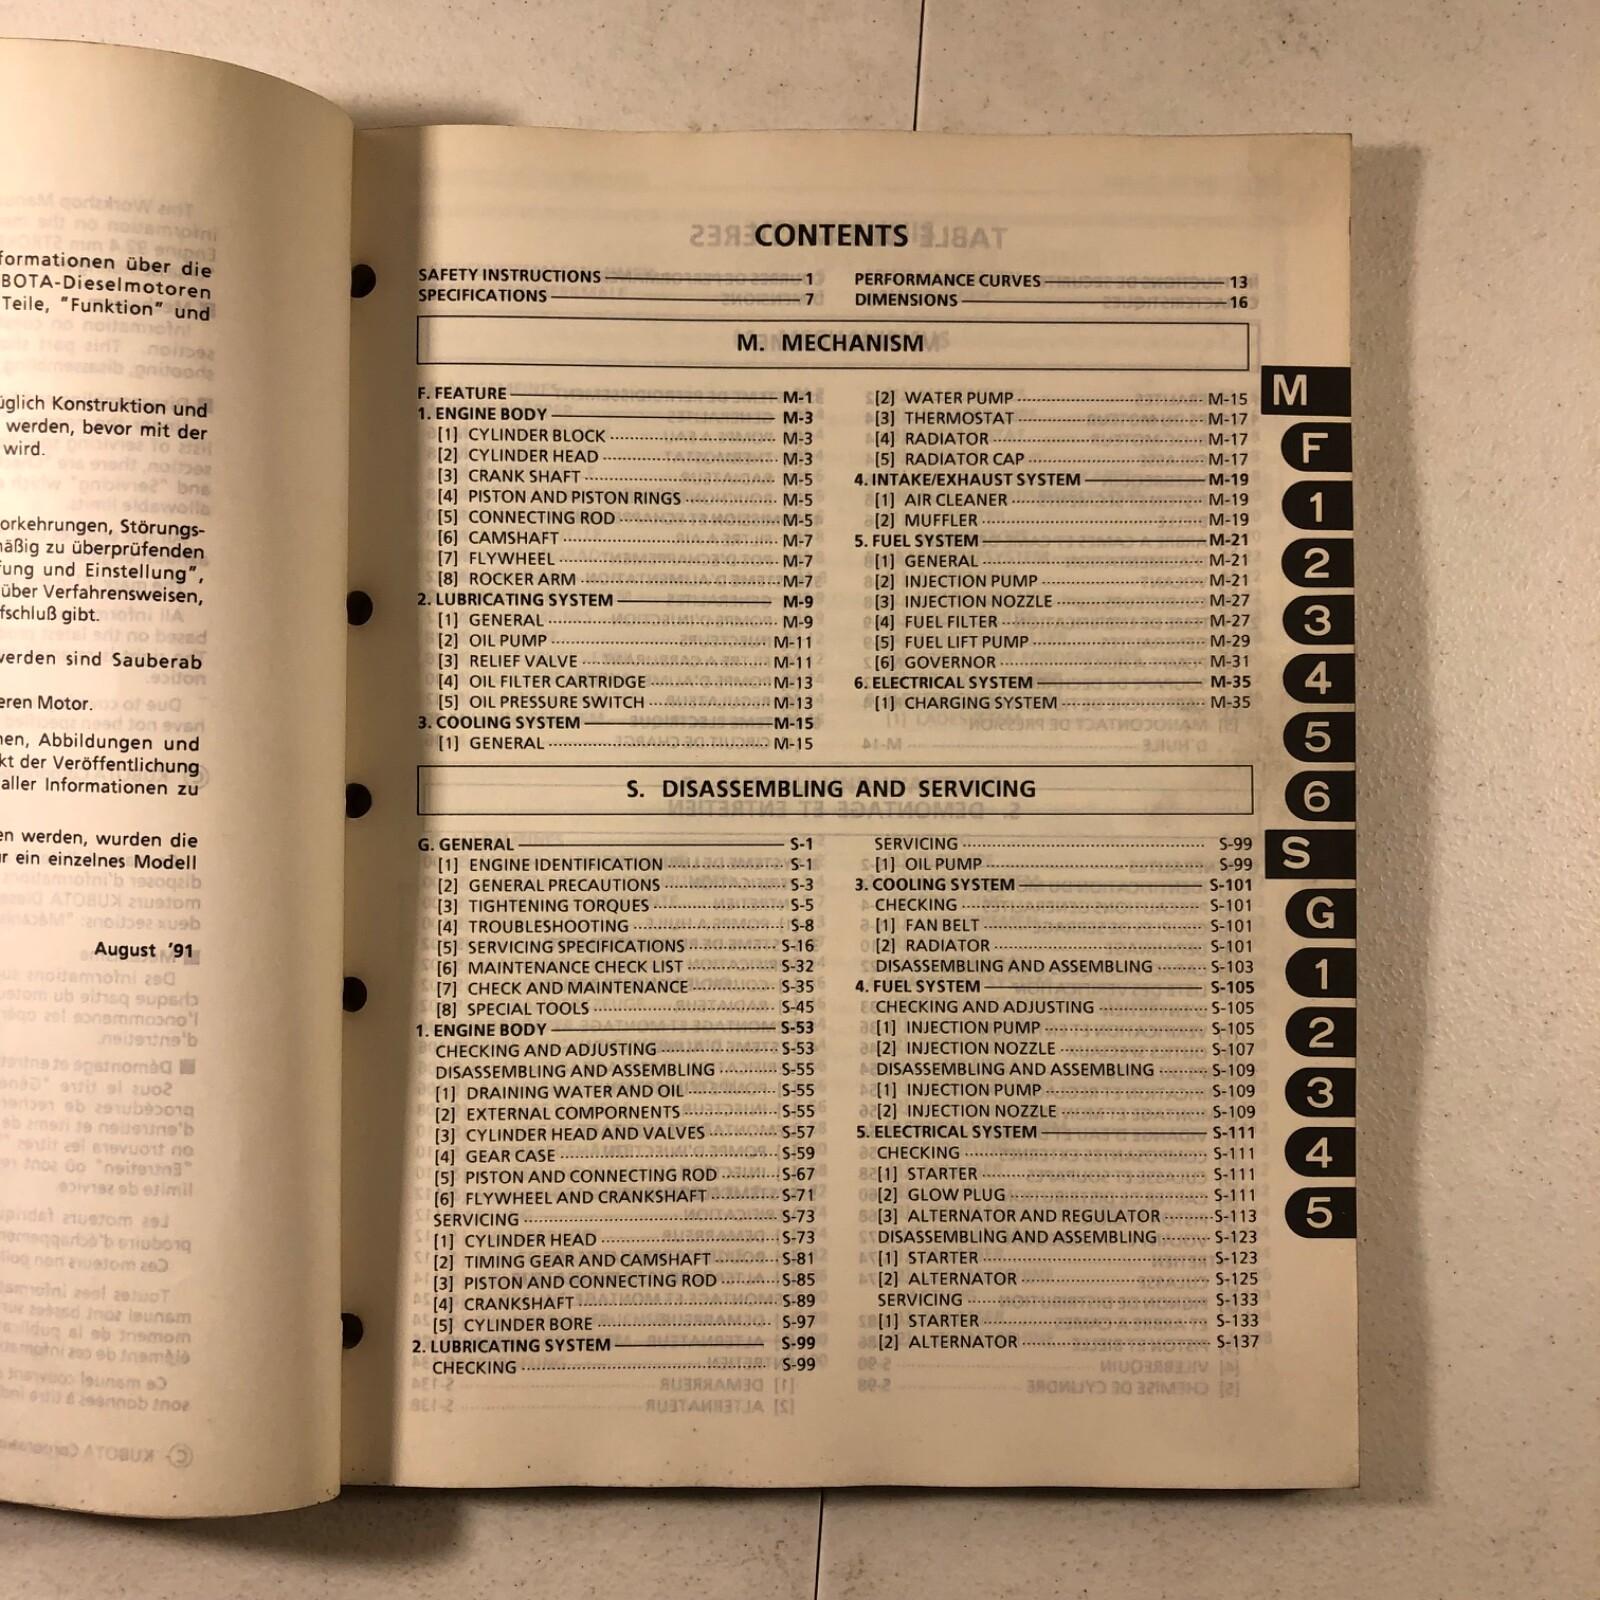 formationen über die
BOTA-Dieselmotoren
Teile, "Funktion" und
üglich Konstruktion und
werden, bevor mit der
wird.
orkehrungen, Störungs-
mäßig zu überprüfenden
fung und Einstellung",
über Verfahrensweisen,
fschluß gibt.
werden sind Sauberab
eren Motor.
nen, Abbildungen und
kt der Veröffentlichung
aller Informationen zu
en werden, wurden die
ur ein einzelnes Modell
August '91
CONTENTS
SAFETY INSTRUCTIONS 1
SPECIFICATIONS 7
PERFORMANCE CURVES 13
DIMENSIONS 16
M. MECHANISM
F. FEATURE M-1
1. ENGINE BODY M-3
[1] CYLINDER BLOCK M-3
[2] CYLINDER HEAD M-3
[3] CRANK SHAFT M-5
[4] PISTON AND PISTON RINGS M-5
[5] CONNECTING ROD M-5
[6] CAMSHAFT M-7
[7] FLYWHEEL M-7
[8] ROCKER ARM M-7
2. LUBRICATING SYSTEM M-9
[1] GENERAL M-9
[2] OIL PUMP M-11
[3] RELIEF VALVE M-11
[4] OIL FILTER CARTRIDGE M-13
[5] OIL PRESSURE SWITCH M-13
3. COOLING SYSTEM M-15
[1] GENERAL M-15
[2] WATER PUMP M-15
[3] THERMOSTAT M-17
[4] RADIATOR M-17
[5] RADIATOR CAP M-17
4. INTAKE/EXHAUST SYSTEM M-19
[1] AIR CLEANER M-19
[2] MUFFLER M-19
5. FUEL SYSTEM M-21
[1] GENERAL M-21
[2] INJECTION PUMP M-21
[3] INJECTION NOZZLE M-27
[4] FUEL FILTER M-27
[5] FUEL LIFT PUMP M-29
[6] GOVERNOR M-31
6. ELECTRICAL SYSTEM M-35
[1] CHARGING SYSTEM M-35
S. DISASSEMBLING AND SERVICING
G. GENERAL S-1
[1] ENGINE IDENTIFICATION S-1
[2] GENERAL PRECAUTIONS S-3
[3] TIGHTENING TORQUES S-5
[4] TROUBLESHOOTING S-8
[5] SERVICING SPECIFICATIONS S-16
[6] MAINTENANCE CHECK LIST S-32
[7] CHECK AND MAINTENANCE S-35
[8] SPECIAL TOOLS S-45
1. ENGINE BODY S-53
CHECKING AND ADJUSTING S-53
DISASSEMBLING AND ASSEMBLING S-55
[1] DRAINING WATER AND OIL S-55
[2] EXTERNAL COMPORNENTS S-55
[3] CYLINDER HEAD AND VALVES S-57
[4] GEAR CASE S-59
[5] PISTON AND CONNECTING ROD S-67
[6] FLYWHEEL AND CRANKSHAFT S-71
SERVICING S-73
[1] CYLINDER HEAD S-73
[2] TIMING GEAR AND CAMSHAFT S-81
[3] PISTON AND CONNECTING ROD S-85
[4] CRANKSHAFT S-89
[5] CYLINDER BORE S-97
2. LUBRICATING SYSTEM S-99
CHECKING S-99
SERVICING S-99
[1] OIL PUMP S-99
3. COOLING SYSTEM S-101
CHECKING S-101
[1] FAN BELT S-101
[2] RADIATOR S-101
DISASSEMBLING AND ASSEMBLING S-103
4. FUEL SYSTEM S-105
CHECKING AND ADJUSTING S-105
[1] INJECTION PUMP S-105
[2] INJECTION NOZZLE S-107
DISASSEMBLING AND ASSEMBLING S-109
[1] INJECTION PUMP S-109
[2] INJECTION NOZZLE S-109
5. ELECTRICAL SYSTEM S-111
CHECKING S-111
[1] STARTER S-111
[2] GLOW PLUG S-111
[3] ALTERNATOR AND REGULATOR S-113
DISASSEMBLING AND ASSEMBLING S-123
[1] STARTER S-123
[2] ALTERNATOR S-125
SERVICING S-133
[1] STARTER S-133
[2] ALTERNATOR S-137
M
F
1
2
3
4
5
6
S
G
1
2
3
4
5